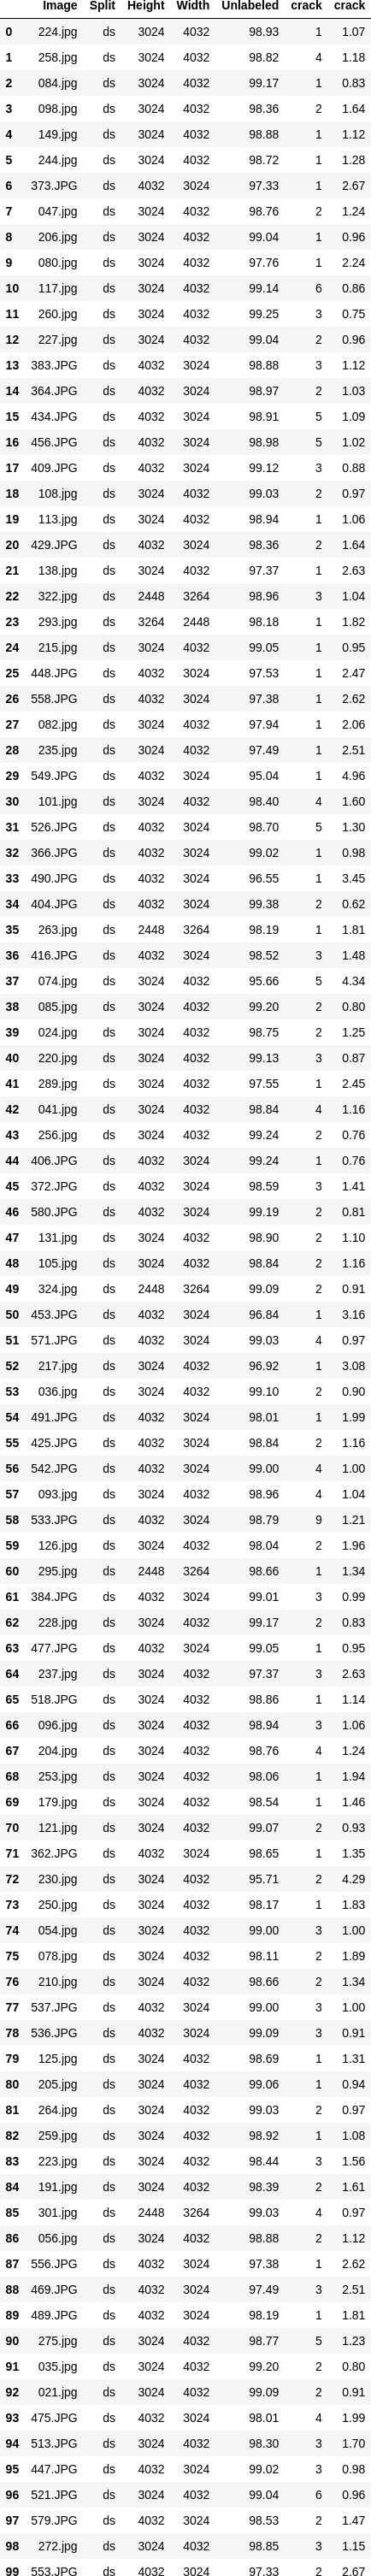 Image Split Height Width Unlabeled crack crack
0 224.jpg ds 3024 4032 98.93 1 1.07
1 258.jpg ds 3024 4032 98.82 4 1.18
2 084.jpg ds 3024 4032 99.17 1 0.83
3 098.jpg ds 3024 4032 98.36 2 1.64
4 149.jpg ds 3024 4032 98.88 1 1.12
5 244.jpg ds 3024 4032 98.72 1 1.28
6 373.JPG ds 4032 3024 97.33 1 2.67
7 047.jpg ds 3024 4032 98.76 2 1.24
8 206.jpg ds 3024 4032 99.04 1 0.96
9 080.jpg ds 3024 4032 97.76 1 2.24
10 117.jpg ds 3024 4032 99.14 6 0.86
11 260.jpg ds 3024 4032 99.25 3 0.75
12 227.jpg ds 3024 4032 99.04 2 0.96
13 383.JPG ds 4032 3024 98.88 3 1.12
14 364.JPG ds 4032 3024 98.97 2 1.03
15 434.JPG ds 4032 3024 98.91 5 1.09
16 456.JPG ds 4032 3024 98.98 5 1.02
17 409.JPG ds 4032 3024 99.12 3 0.88
18 108.jpg ds 3024 4032 99.03 2 0.97
19 113.jpg ds 3024 4032 98.94 1 1.06
20 429.JPG ds 4032 3024 98.36 2 1.64
21 138.jpg ds 3024 4032 97.37 1 2.63
22 322.jpg ds 2448 3264 98.96 3 1.04
23 293.jpg ds 3264 2448 98.18 1 1.82
24 215.jpg ds 3024 4032 99.05 1 0.95
25 448.JPG ds 4032 3024 97.53 1 2.47
26 558.JPG ds 4032 3024 97.38 1 2.62
27 082.jpg ds 3024 4032 97.94 1 2.06
28 235.jpg ds 3024 4032 97.49 1 2.51
29 549.JPG ds 4032 3024 95.04 1 4.96
30 101.jpg ds 3024 4032 98.40 4 1.60
31 526.JPG ds 4032 3024 98.70 5 1.30
32 366.JPG ds 4032 3024 99.02 1 0.98
33 490.JPG ds 4032 3024 96.55 1 3.45
34 404.JPG ds 4032 3024 99.38 2 0.62
35 263.jpg ds 2448 3264 98.19 1 1.81
36 416.JPG ds 4032 3024 98.52 3 1.48
37 074.jpg ds 3024 4032 95.66 5 4.34
38 085.jpg ds 3024 4032 99.20 2 0.80
39 024.jpg ds 3024 4032 98.75 2 1.25
40 220.jpg ds 3024 4032 99.13 3 0.87
41 289.jpg ds 3024 4032 97.55 1 2.45
42 041.jpg ds 3024 4032 98.84 4 1.16
43 256.jpg ds 3024 4032 99.24 2 0.76
44 406.JPG ds 4032 3024 99.24 1 0.76
45 372.JPG ds 4032 3024 98.59 3 1.41
46 580.JPG ds 4032 3024 99.19 2 0.81
47 131.jpg ds 3024 4032 98.90 2 1.10
48 105.jpg ds 3024 4032 98.84 2 1.16
49 324.jpg ds 2448 3264 99.09 2 0.91
50 453.JPG ds 4032 3024 96.84 1 3.16
51 571.JPG ds 4032 3024 99.03 4 0.97
52 217.jpg ds 3024 4032 96.92 1 3.08
53 036.jpg ds 3024 4032 99.10 2 0.90
54 491.JPG ds 4032 3024 98.01 1 1.99
55 425.JPG ds 4032 3024 98.84 2 1.16
56 542.JPG ds 4032 3024 99.00 4 1.00
57 093.jpg ds 3024 4032 98.96 4 1.04
58 533.JPG ds 4032 3024 98.79 9 1.21
59 126.jpg ds 3024 4032 98.04 2 1.96
60 295.jpg ds 2448 3264 98.66 1 1.34
61 384.JPG ds 4032 3024 99.01 3 0.99
62 228.jpg ds 3024 4032 99.17 2 0.83
63 477.JPG ds 4032 3024 99.05 1 0.95
64 237.jpg ds 3024 4032 97.37 3 2.63
65 518.JPG ds 4032 3024 98.86 1 1.14
66 096.jpg ds 3024 4032 98.94 3 1.06
67 204.jpg ds 3024 4032 98.76 4 1.24
68 253.jpg ds 3024 4032 98.06 1 1.94
69 179.jpg ds 3024 4032 98.54 1 1.46
70 121.jpg ds 3024 4032 99.07 2 0.93
71 362.JPG ds 4032 3024 98.65 1 1.35
72 230.jpg ds 3024 4032 95.71 2 4.29
73 250.jpg ds 3024 4032 98.17 1 1.83
74 054.jpg ds 3024 4032 99.00 3 1.00
75 078.jpg ds 3024 4032 98.11 2 1.89
76 210.jpg ds 3024 4032 98.66 2 1.34
77 537.JPG ds 4032 3024 99.00 3 1.00
78 536.JPG ds 4032 3024 99.09 3 0.91
79 125.jpg ds 3024 4032 98.69 1 1.31
80 205.jpg ds 3024 4032 99.06 1 0.94
81 264.jpg ds 3024 4032 99.03 2 0.97
82 259.jpg ds 3024 4032 98.92 1 1.08
83 223.jpg ds 3024 4032 98.44 3 1.56
84 191.jpg ds 3024 4032 98.39 2 1.61
85 301.jpg ds 2448 3264 99.03 4 0.97
86 056.jpg ds 3024 4032 98.88 2 1.12
87 556.JPG ds 4032 3024 97.38 1 2.62
88 469.JPG ds 4032 3024 97.49 3 2.51
89 489.JPG ds 4032 3024 98.19 1 1.81
90 275.jpg ds 3024 4032 98.77 5 1.23
91 035.jpg ds 3024 4032 99.20 2 0.80
92 021.jpg ds 3024 4032 99.09 2 0.91
93 475.JPG ds 4032 3024 98.01 4 1.99
94 513.JPG ds 4032 3024 98.30 3 1.70
95 447.JPG ds 4032 3024 99.02 3 0.98
96 521.JPG ds 4032 3024 99.04 6 0.96
97 579.JPG ds 4032 3024 98.53 2 1.47
98 272.jpg ds 3024 4032 98.85 3 1.15
99 553.JPG ds 4032 3024 97.33 2 2.67